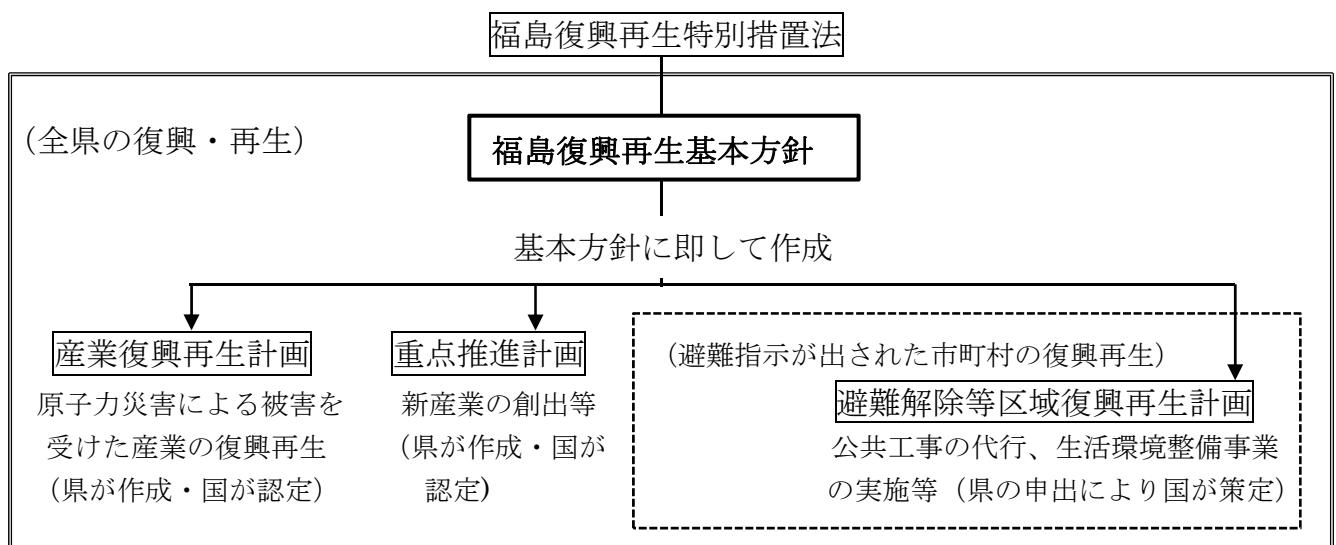 福島復興再生特別措置法
(全県の復興・再生)
福島復興再生基本方針
基本方針に即して作成
産業復興再生計画
原子力災害による被害を
受けた産業の復興再生
(県が作成・国が認定)
重点推進計画
新産業の創出等
(県が作成・国が
認定)
(避難指示が出された市町村の復興再生)
避難解除等区域復興再生計画
公共工事の代行、生活環境整備事業
の実施等(県の申出により国が策定)